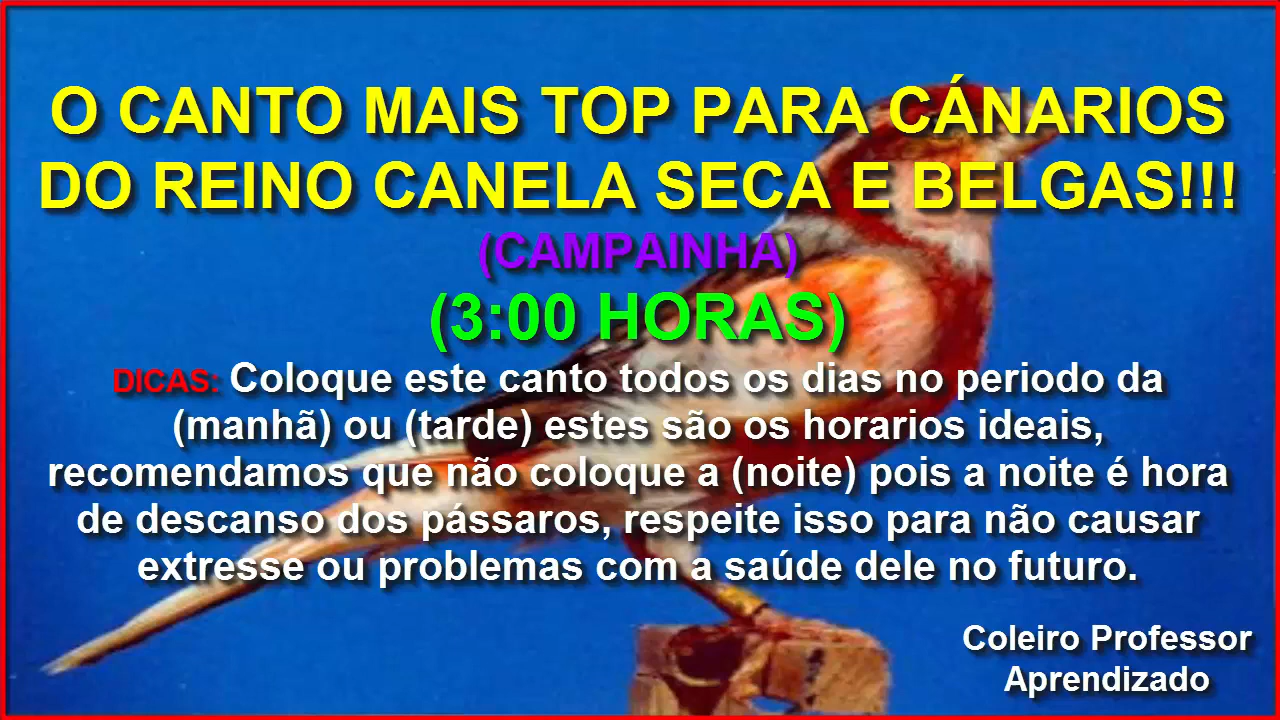 O CANTO MAIS TOP PARA CÁNARIOS
DO REINO CANELA SECA E BELGAS!!!
(CAMPAINHA)
(3:00 HORAS)
DICAS: Coloque este canto todos os dias no periodo da
(manhã) ou (tarde) estes são os horarios ideais,
recomendamos que não coloque a (noite) pois a noite é hora
de descanso dos pássaros, respeite isso para não causar
extresse ou problemas com a saúde dele no futuro.
Coleiro Professor
Aprendizado